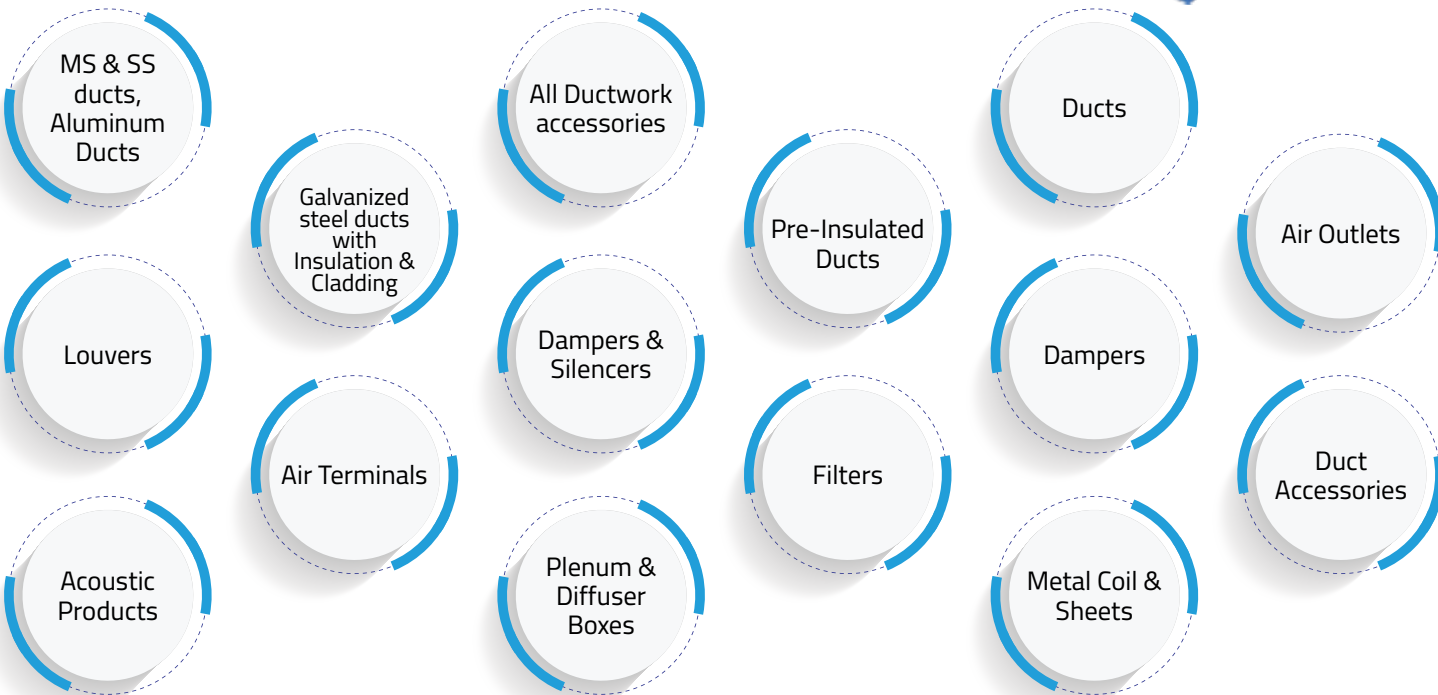 MS & SS
ducts,
Aluminum
Ducts
All Ductwork
accessories
Ducts
Galvanized
steel ducts
with
Insulation &
Cladding
Pre-Insulated
Ducts
Air Outlets
Louvers
Dampers &
Silencers
Dampers
Air Terminals
Filters
Duct
Accessories
Acoustic
Products
Plenum &
Diffuser
Boxes
Metal Coil &
Sheets